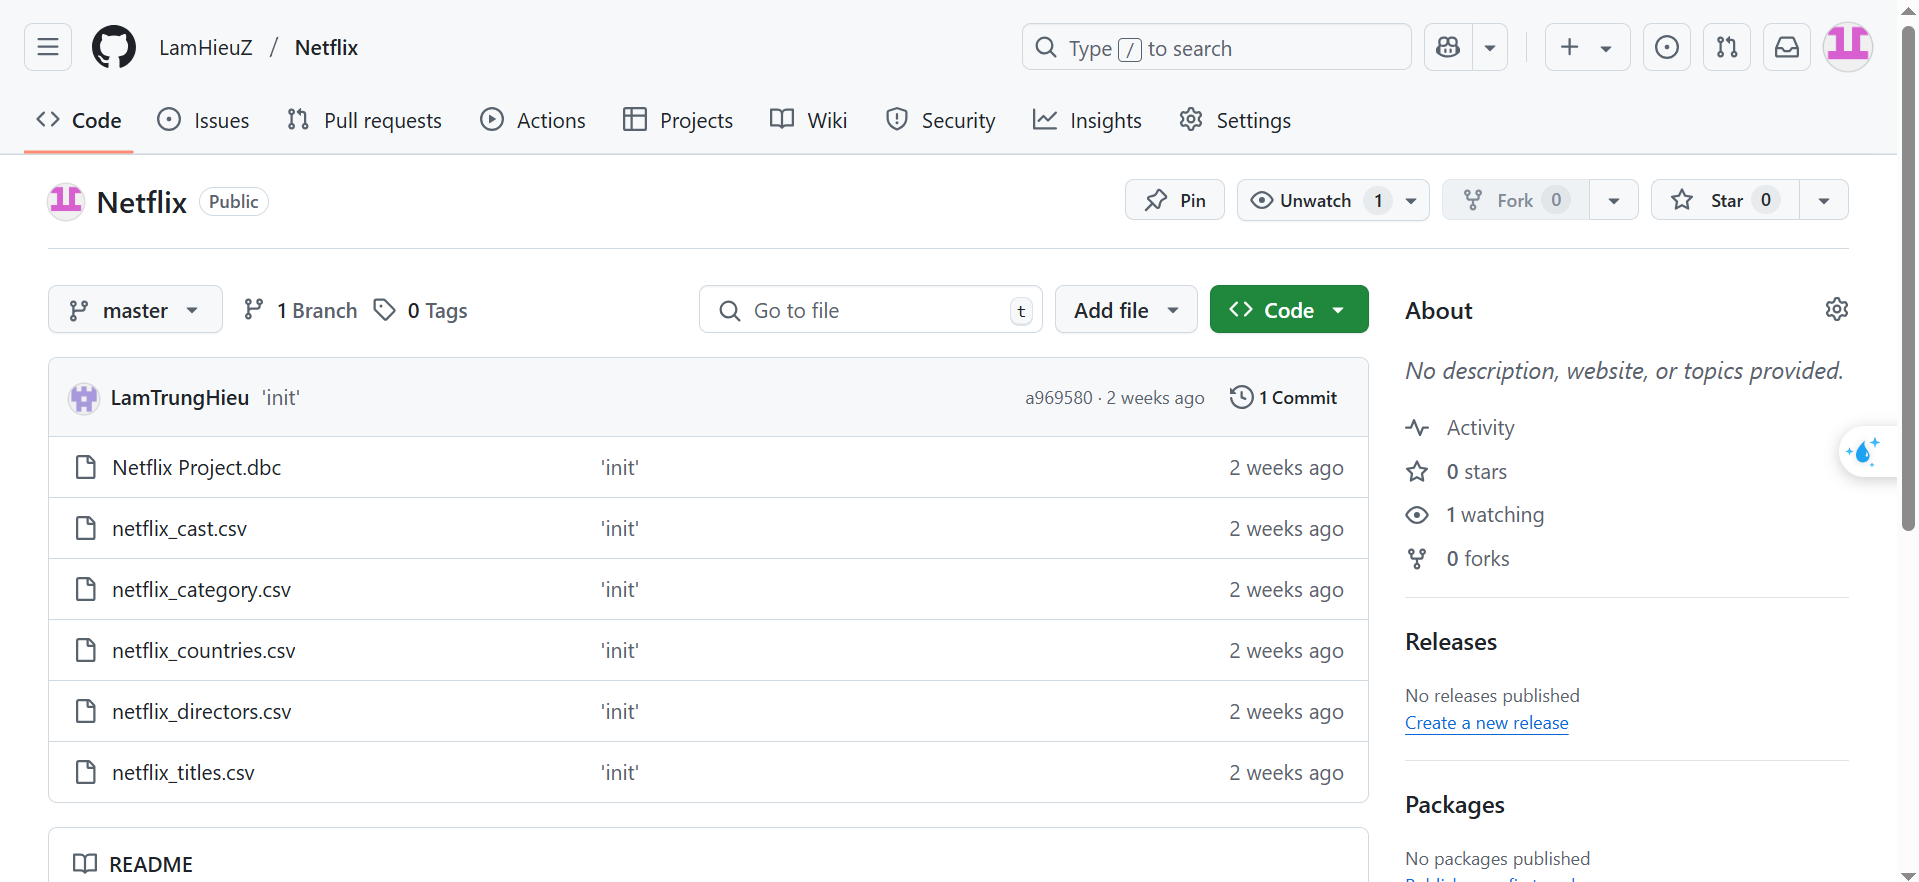 LamHieuZ / Netflix
Type / to search
Code
Issues
Pull requests
Actions
Projects
Wiki
Security
Insights
Settings
Netflix
Public
Pin
Unwatch 1
Fork 0
Star 0
master
1 Branch
0 Tags
Go to file
t
Add file
Code
LamTrungHieu 'init'
a969580 · 2 weeks ago
1 Commit
Netflix Project.dbc 'init' 2 weeks ago
netflix_cast.csv 'init' 2 weeks ago
netflix_category.csv 'init' 2 weeks ago
netflix_countries.csv 'init' 2 weeks ago
netflix_directors.csv 'init' 2 weeks ago
netflix_titles.csv 'init' 2 weeks ago
README
About
No description, website, or topics provided.
Activity
0 stars
1 watching
0 forks
Releases
No releases published
Create a new release
Packages
No packages published